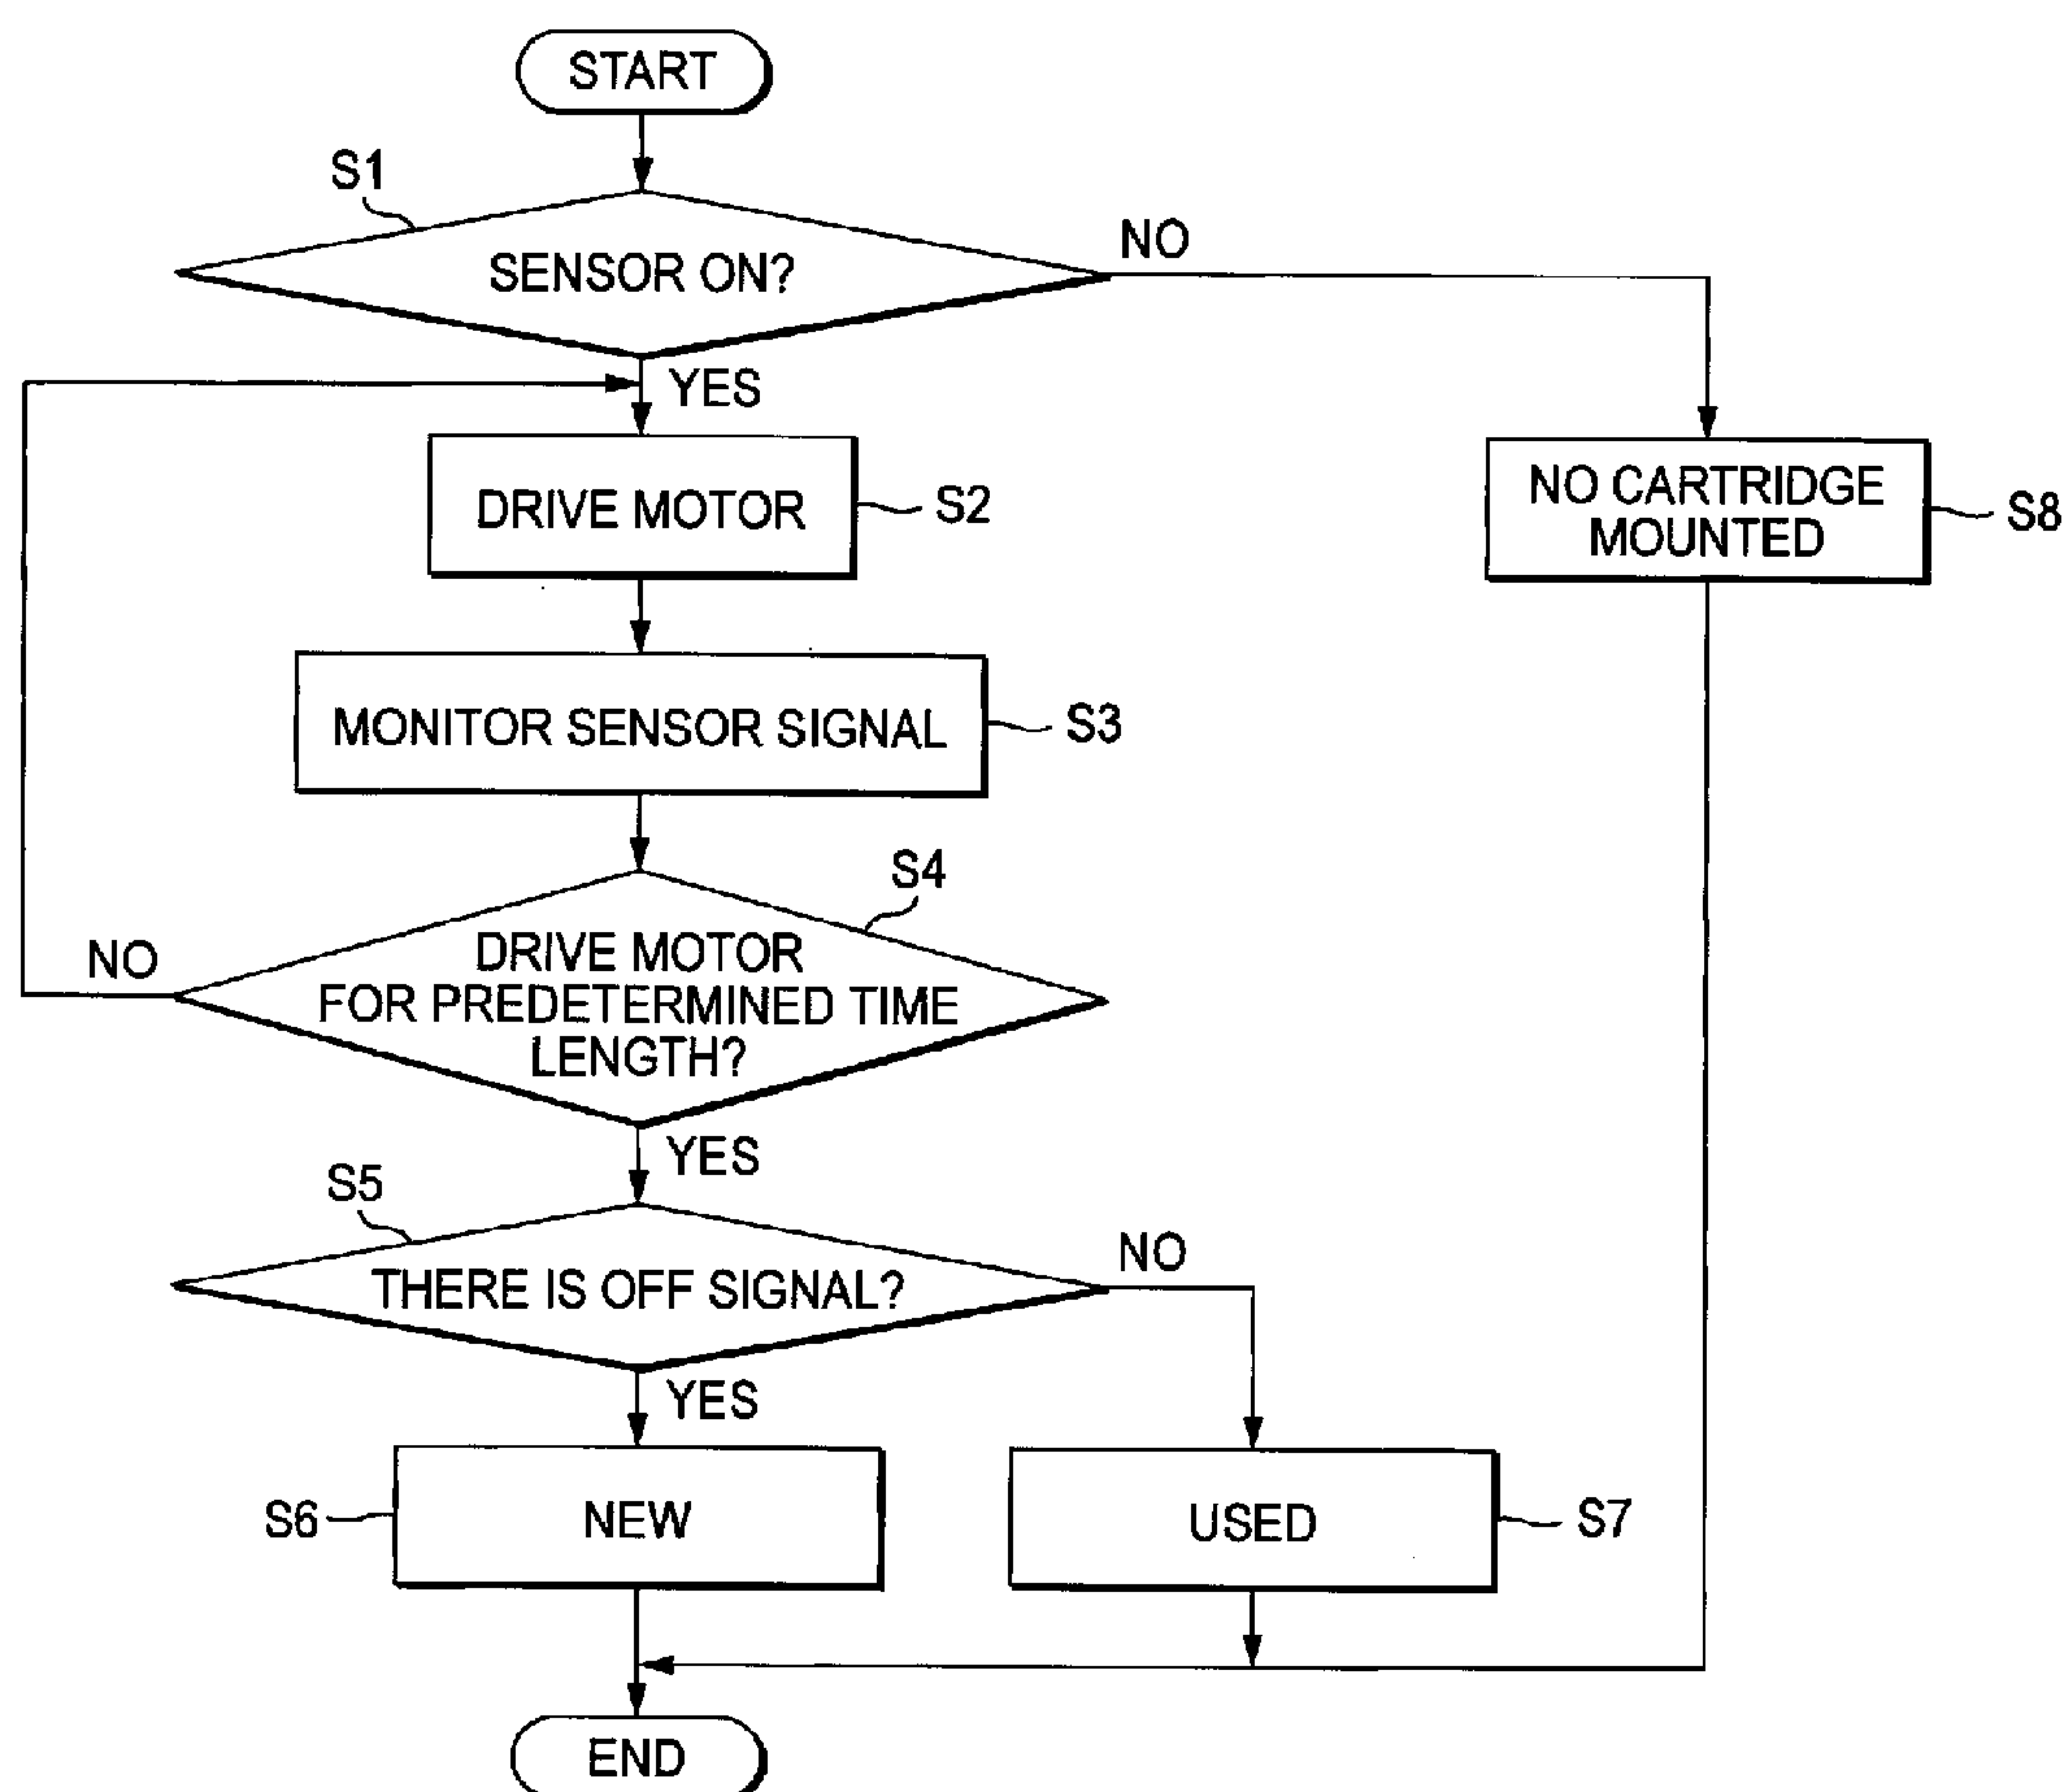 START
S1
SENSOR ON?
NO
YES
DRIVE MOTOR
S2
NO CARTRIDGE
MOUNTED
S8
MONITOR SENSOR SIGNAL
S3
S4
DRIVE MOTOR
FOR PREDETERMINED TIME
LENGTH?
NO
YES
S5
THERE IS OFF SIGNAL?
NO
YES
S6
NEW
USED
S7
END